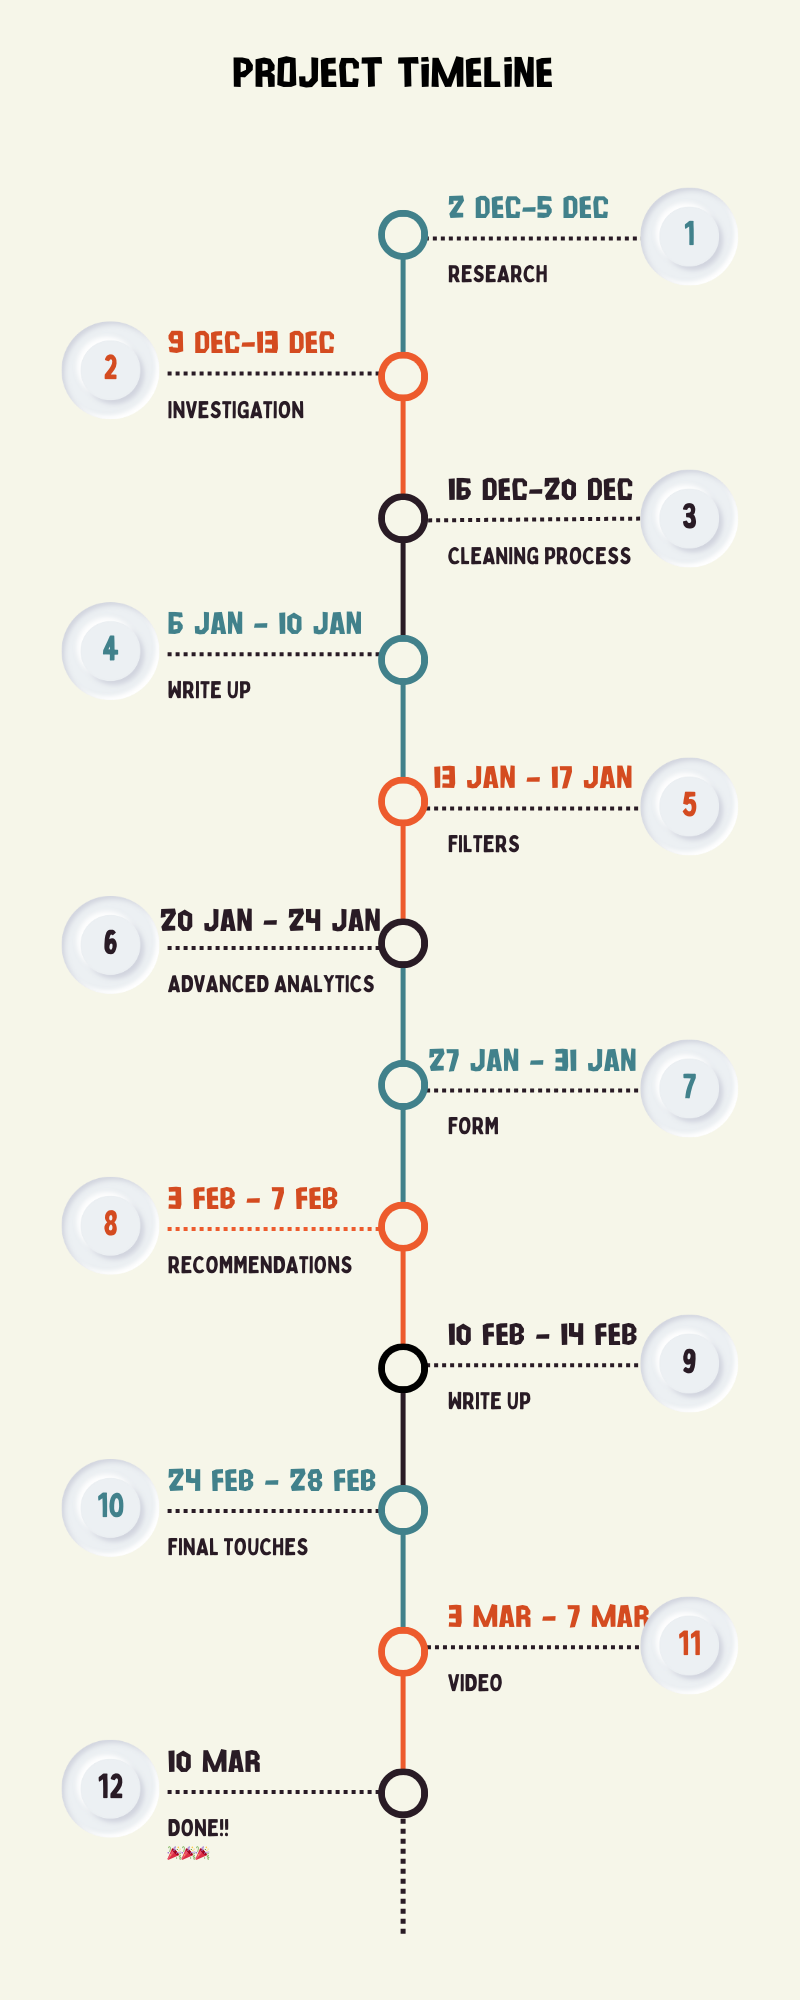 PROJECT TIMELINE
2 DEC-5 DEC
1
RESEARCH
9 DEC-13 DEC
2
INVESTIGATION
16 DEC-20 DEC
3
CLEANING PROCESS
6 JAN - 10 JAN
4
WRITE UP
13 JAN - 17 JAN
5
FILTERS
20 JAN - 24 JAN
6
ADVANCED ANALYTICS
27 JAN - 31 JAN
7
FORM
3 FEB - 7 FEB
8
RECOMMENDATIONS
10 FEB - 14 FEB
9
WRITE UP
24 FEB - 28 FEB
10
FINAL TOUCHES
3 MAR - 7 MAR
11
VIDEO
10 MAR
12
DONE!!
🎉🎉🎉